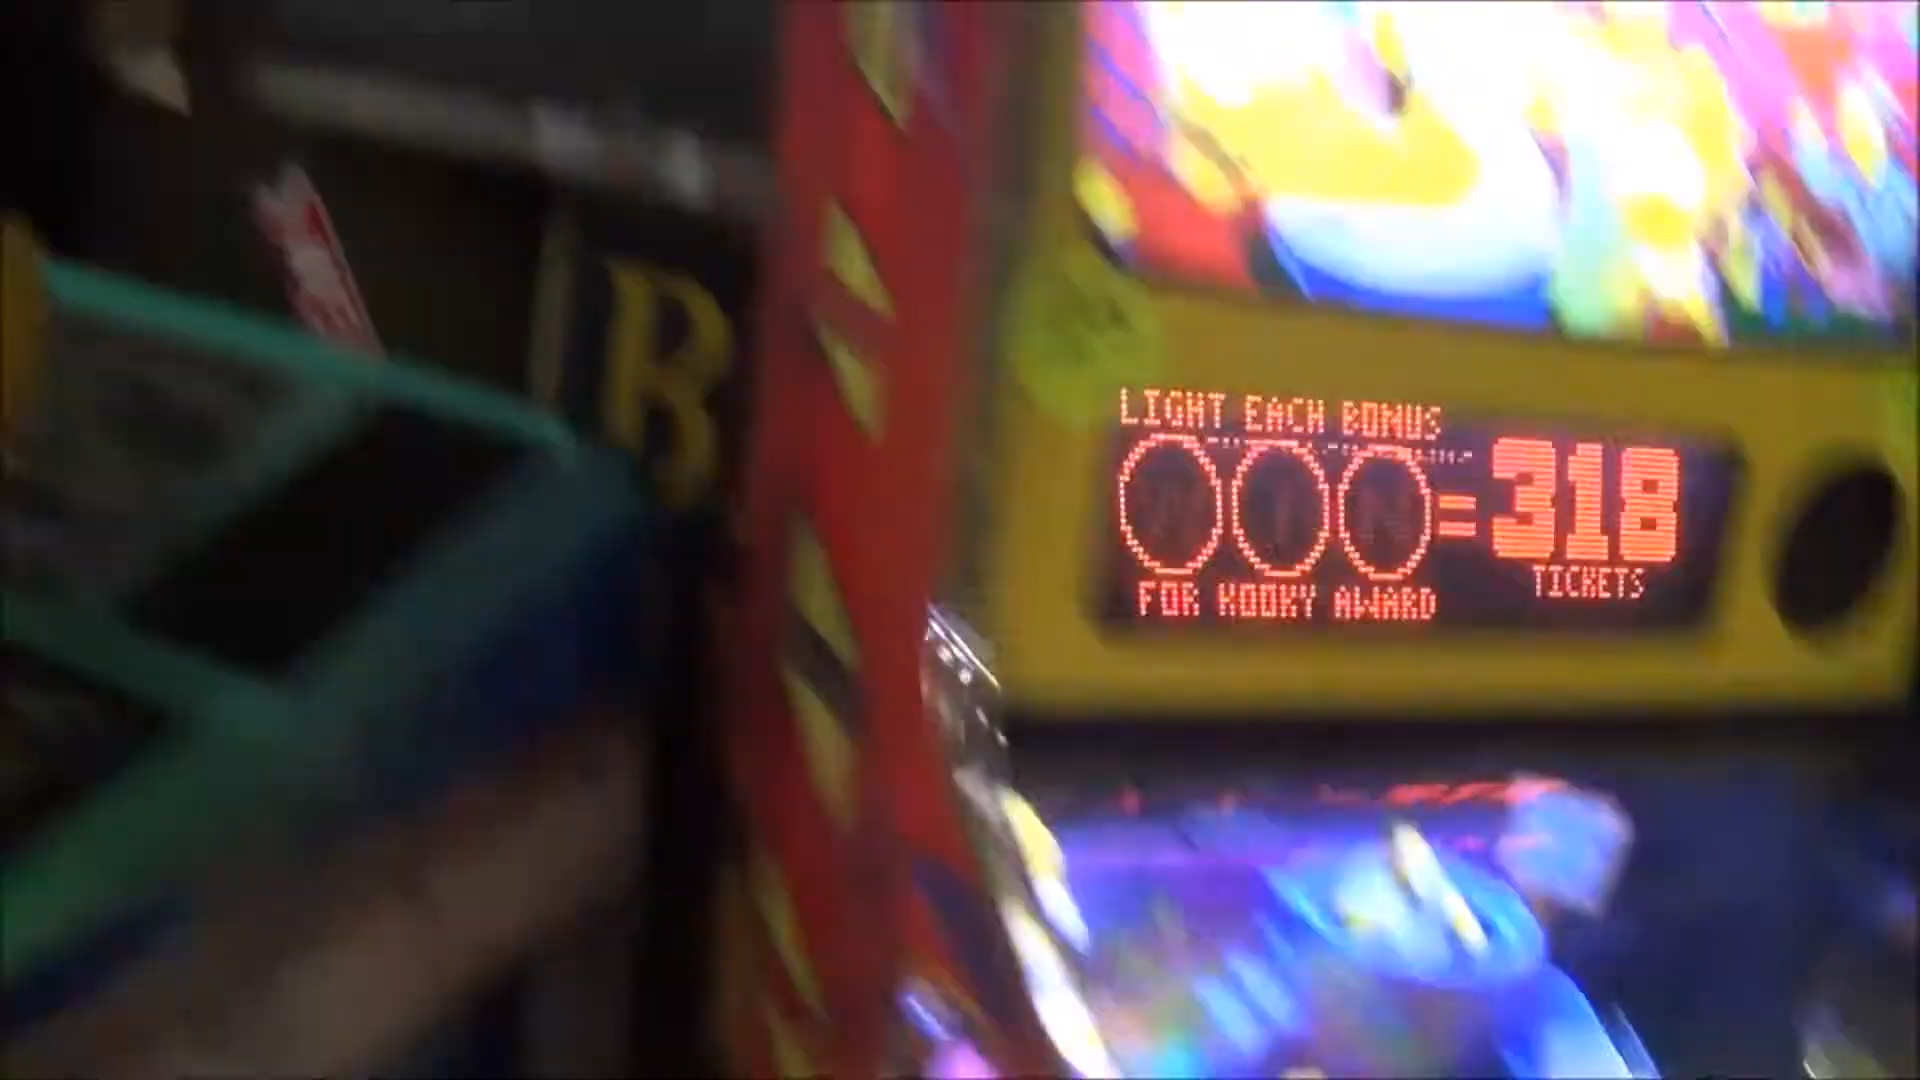 B
LIGHT EACH BONUS
= 318
TICKETS
FOR KOOKY AWARD